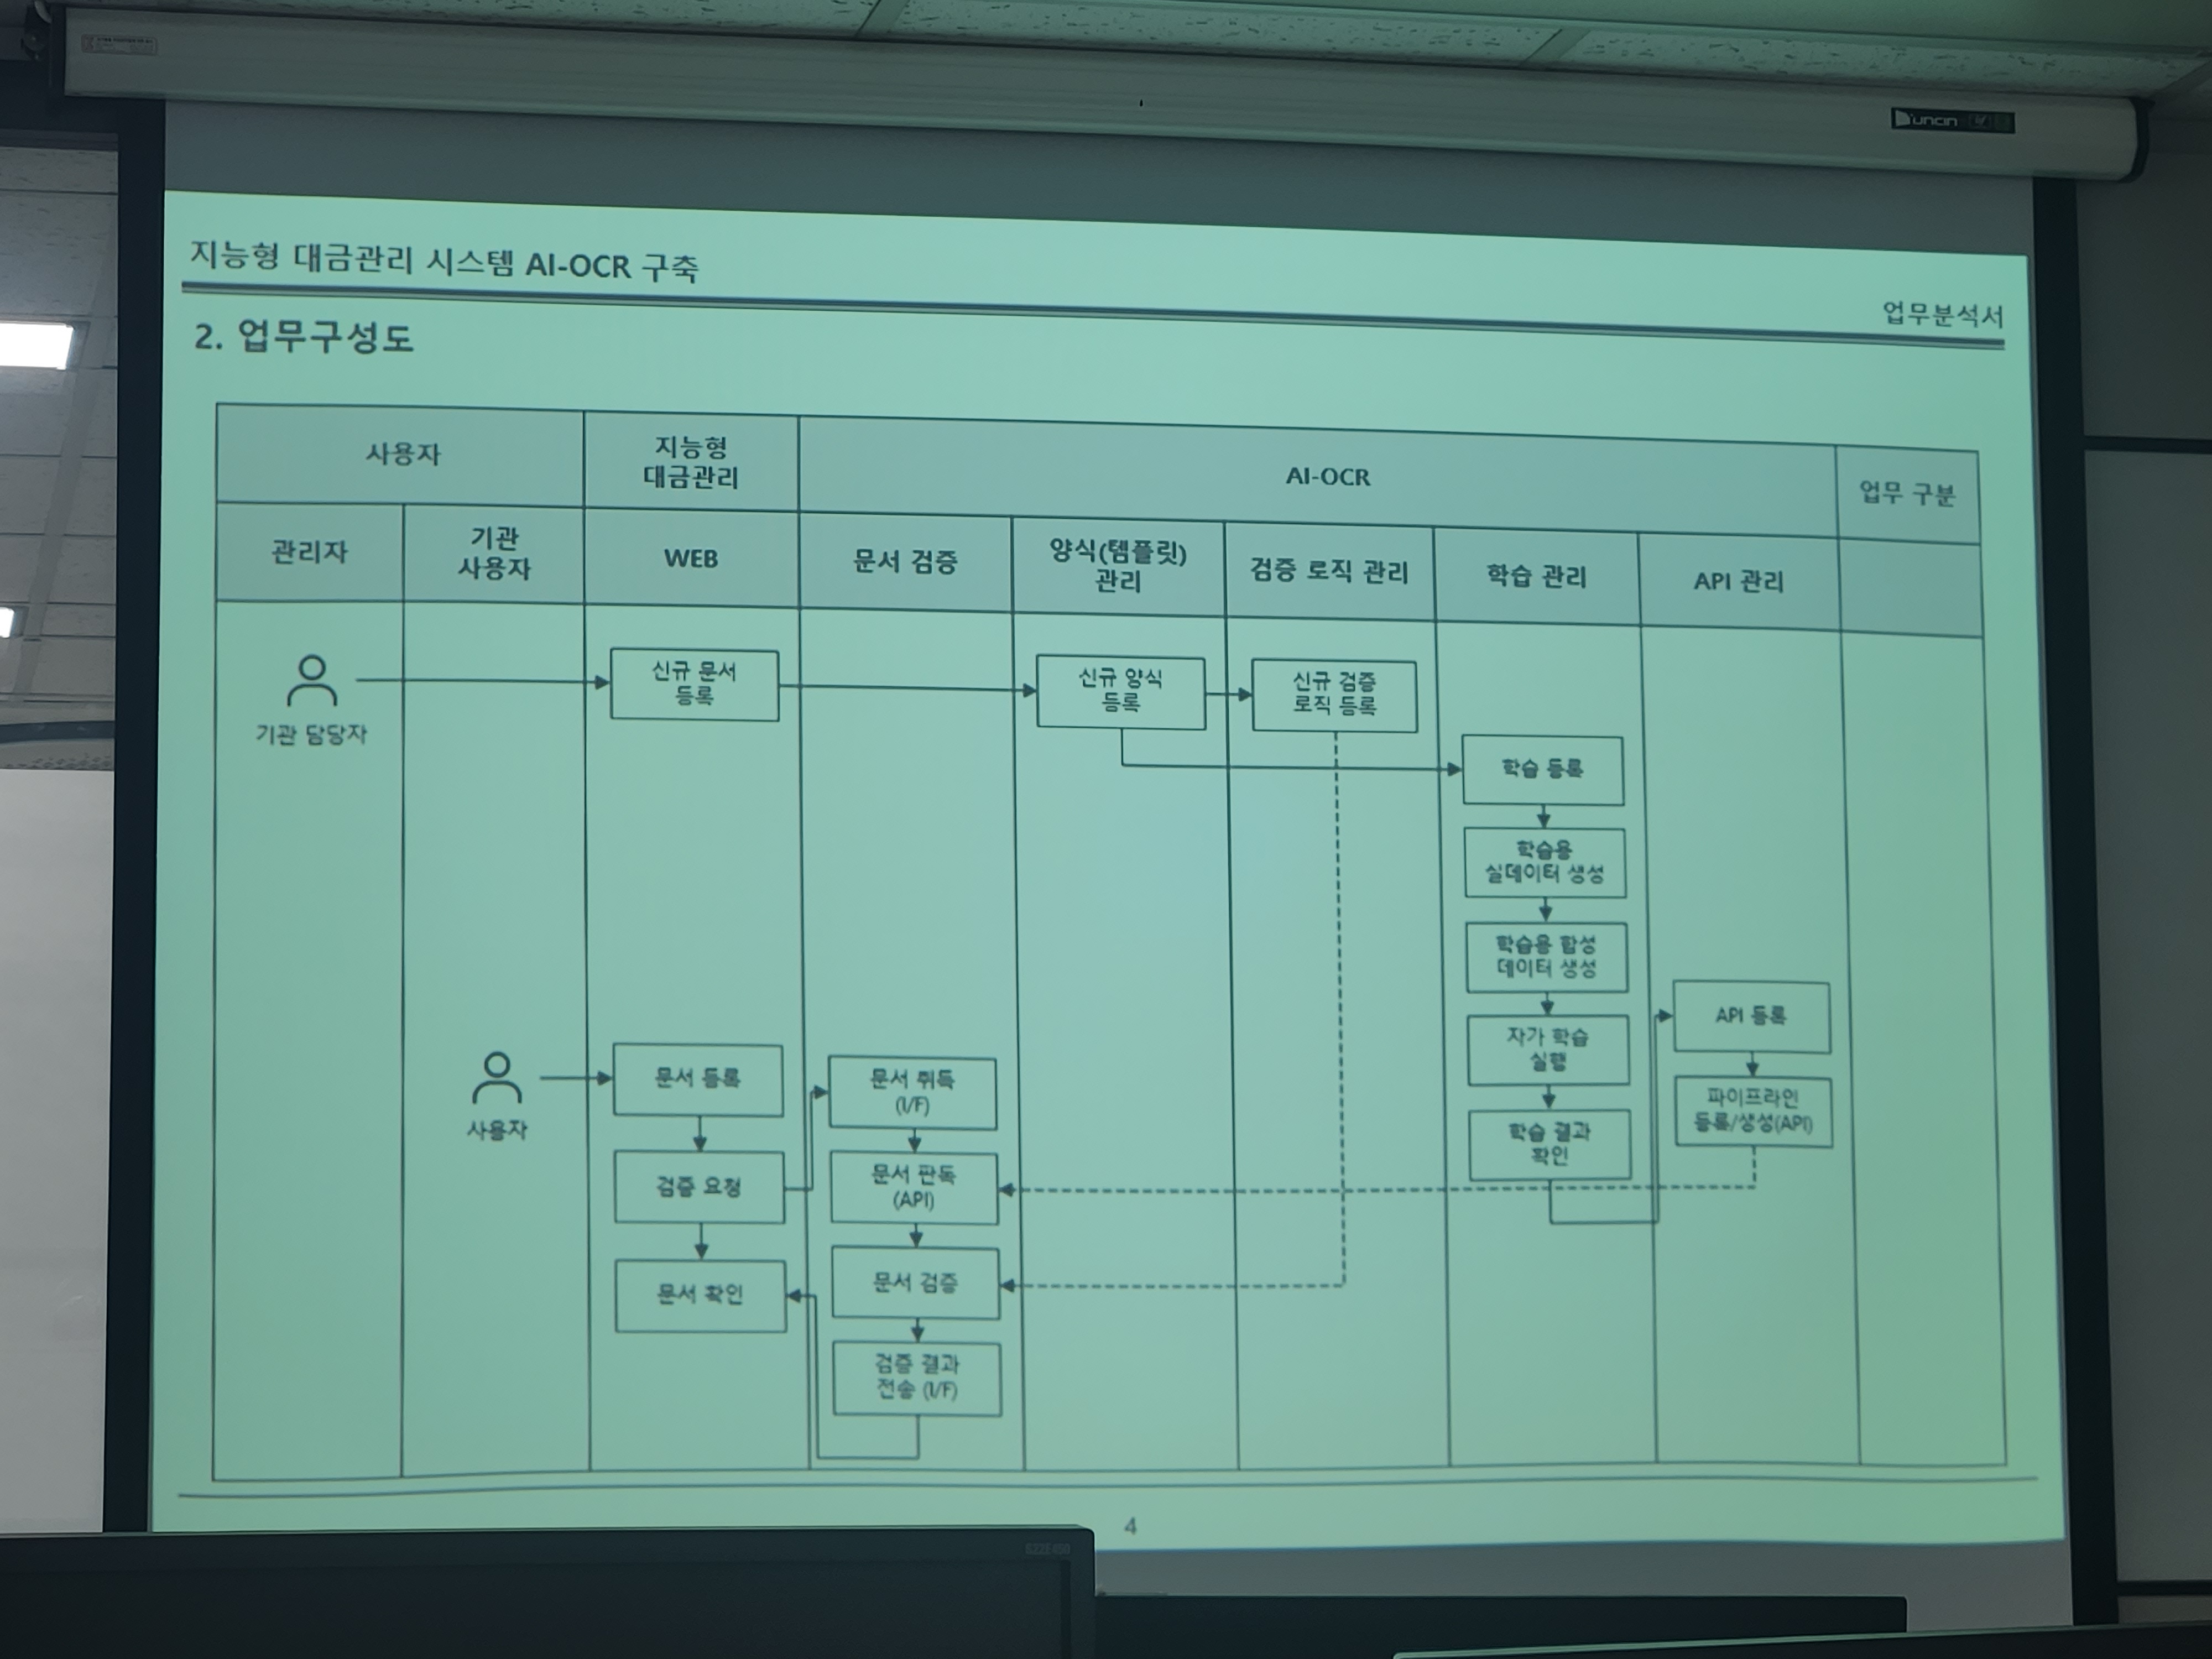 Duncin
지능형 대금관리 시스템 AI-OCR 구축
업무분석서
2. 업무구성도
사용자
지능형
대금관리
AI-OCR
업무 구분
관리자
기관
사용자
WEB
문서 검증
양식(템플릿)
관리
검증 로직 관리
학습 관리
API 관리
기관 담당자
신규 문서
등록
신규 양식
등록
신규 검증
로직 등록
학습 등록
학습용
실데이터 생성
학습용 합성
데이터 생성
자가 학습
실행
학습 결과
확인
API 등록
파이프라인
등록/생성(API)
사용자
문서 등록
검증 요청
문서 확인
문서 취득
(I/F)
문서 판독
(API)
문서 검증
검증 결과
전송 (I/F)
4
S22E450